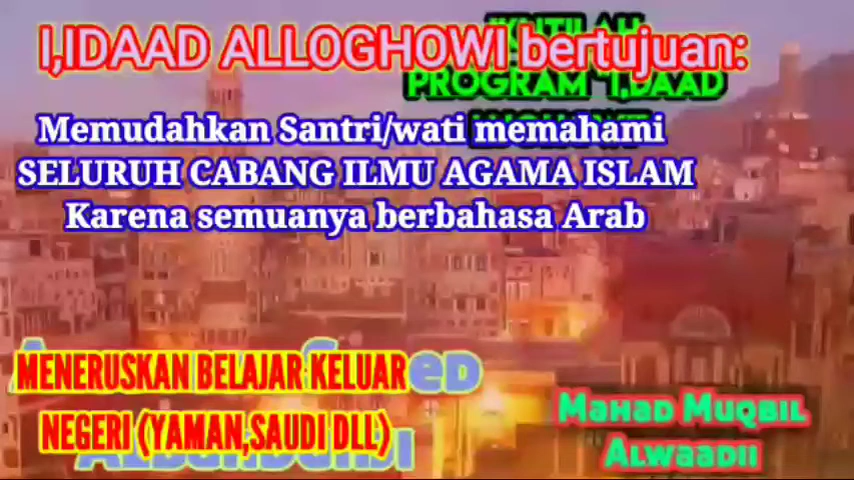 I,IDAAD ALLOGHOWI bertujuan:
PROGRAM "I,DAAD
Memudahkan Santri/wati memahami
SELURUH CABANG ILMU AGAMA ISLAM
Karena semuanya berbahasa Arab
MENERUSKAN BELAJAR KELUAR
NEGERI (YAMAN,SAUDI DLL)
Mahad Muqbil
Alwaadii